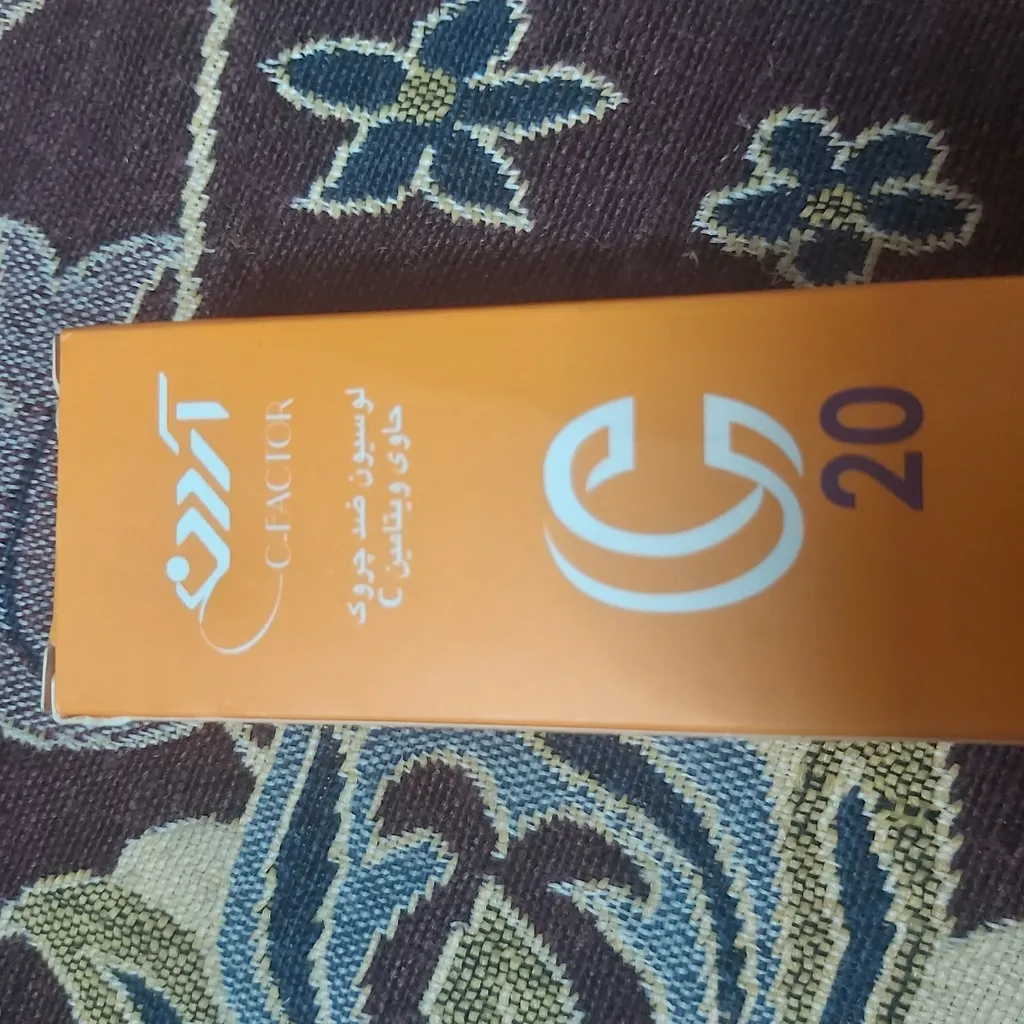 آردن
C-FACTOR
لوسیون ضد چروک
حاوی ویتامین C
C
20